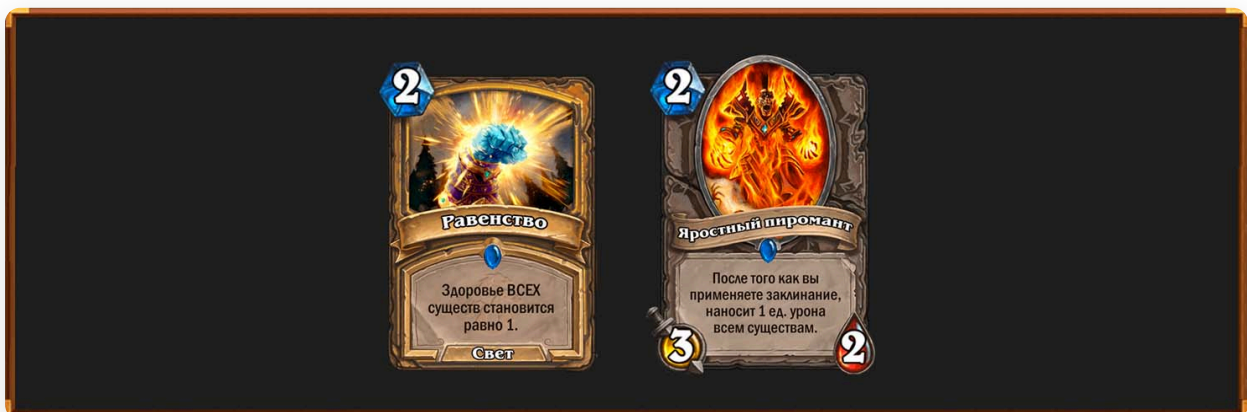 2
Равенство
Здоровье ВСЕХ
существ становится
равно 1.
Свет
2
Яростный пиромант
После того как вы
применяете заклинание,
наносит 1 ед. урона
всем существам.
3
2